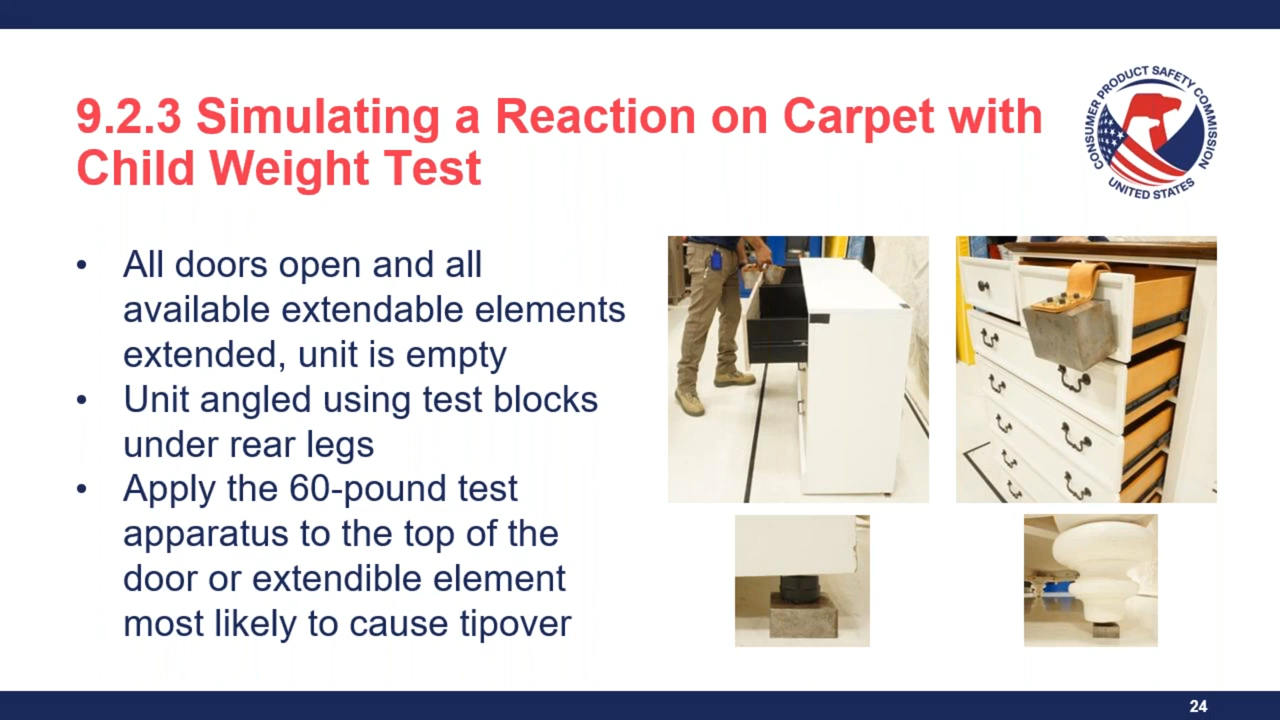 9.2.3 Simulating a Reaction on Carpet with
Child Weight Test
CONSUMER PRODUCT SAFETY COMMISSION
UNITED STATES
• All doors open and all
available extendable elements
extended, unit is empty
• Unit angled using test blocks
under rear legs
• Apply the 60-pound test
apparatus to the top of the
door or extendible element
most likely to cause tipover
24